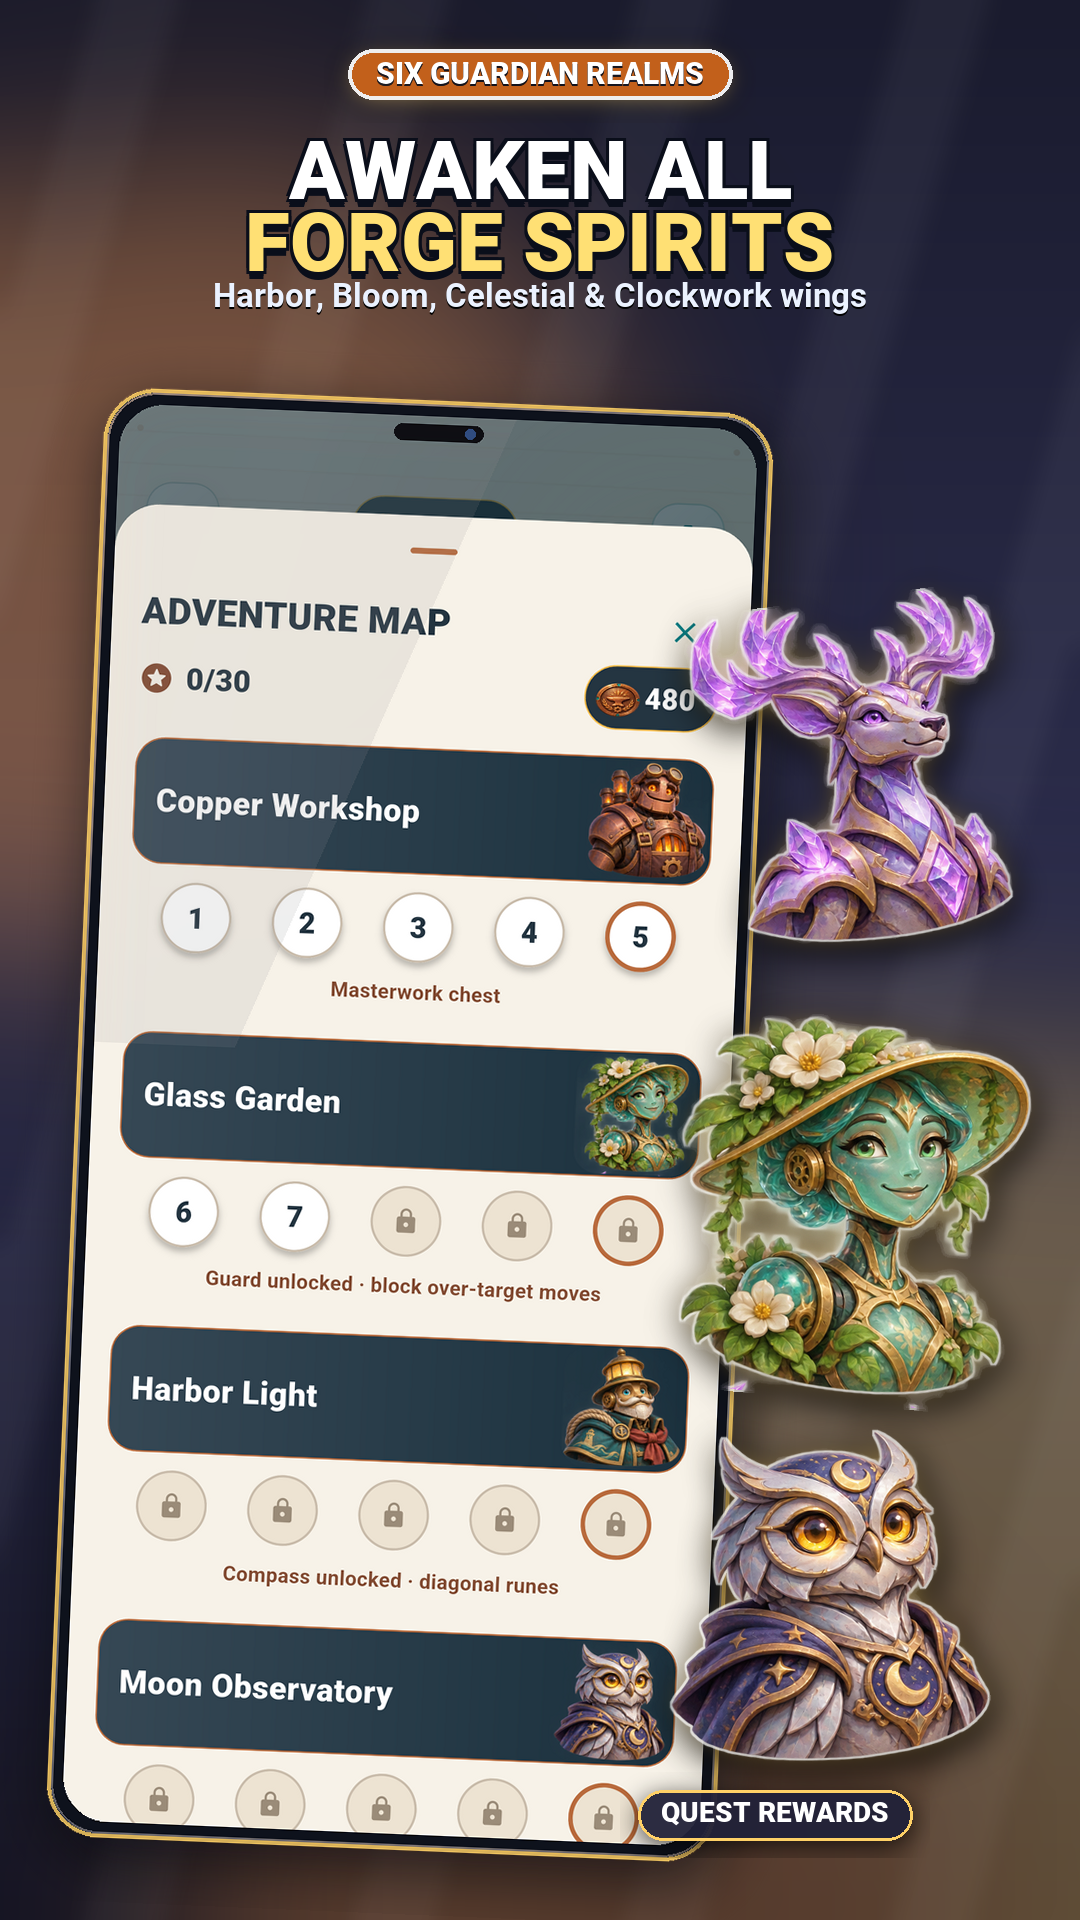 SIX GUARDIAN REALMS
AWAKEN ALL
FORGE SPIRITS
Harbor, Bloom, Celestial & Clockwork wings
ADVENTURE MAP
0/30
480
Copper Workshop
1 2 3 4 5
Masterwork chest
Glass Garden
6 7
Guard unlocked · block over-target moves
Harbor Light
Compass unlocked · diagonal runes
Moon Observatory
QUEST REWARDS